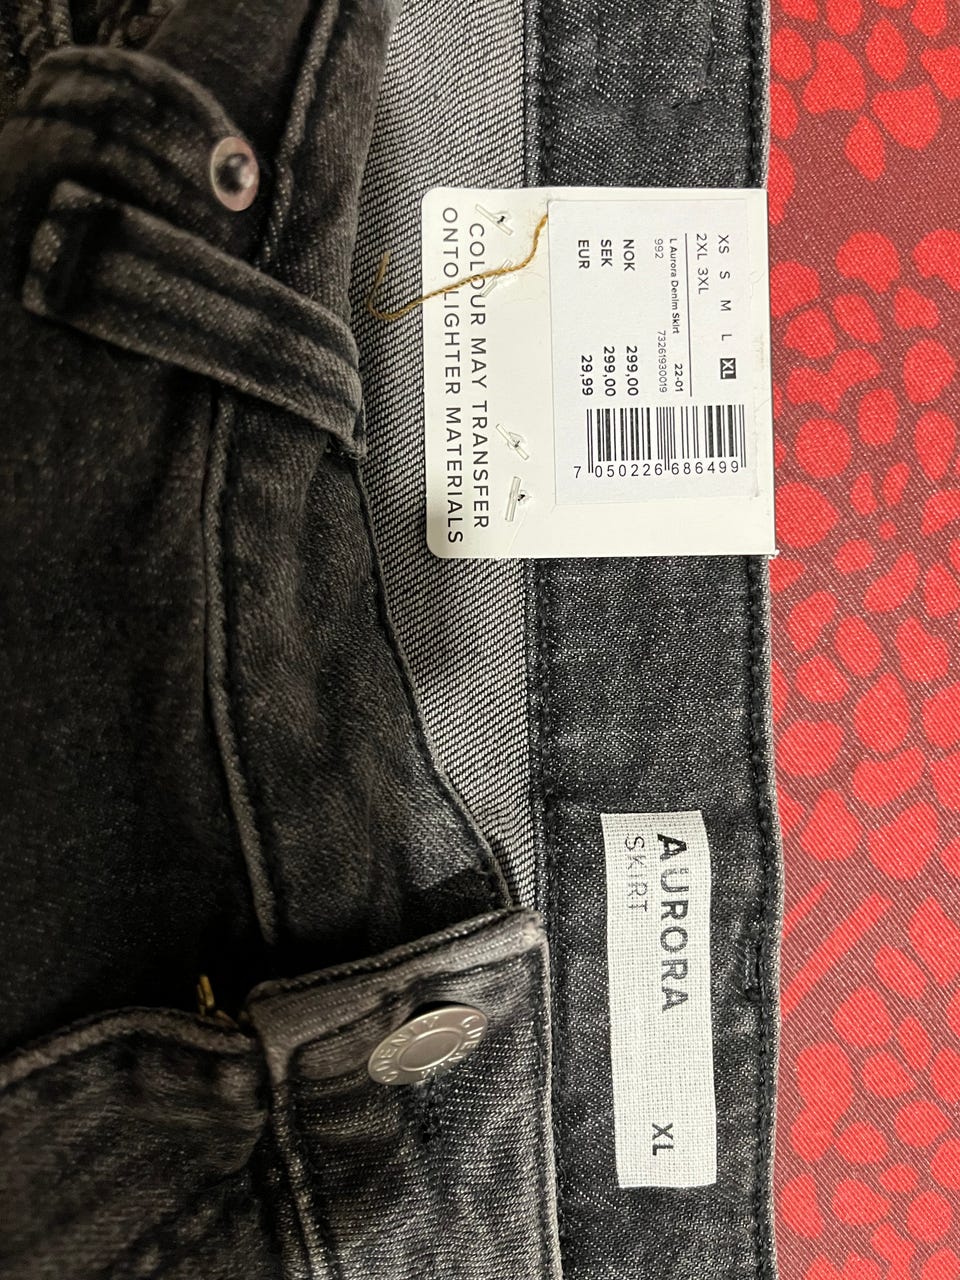 XS S M L XL
2XL 3XL
L Aurora Denim Skirt 22-01
992 73261930019
NOK 299,00
SEK 299,00
EUR 29,99
7 050226 686499
COLOUR MAY TRANSFER
ONTO LIGHTER MATERIALS
AURORA
SKIRT
XL